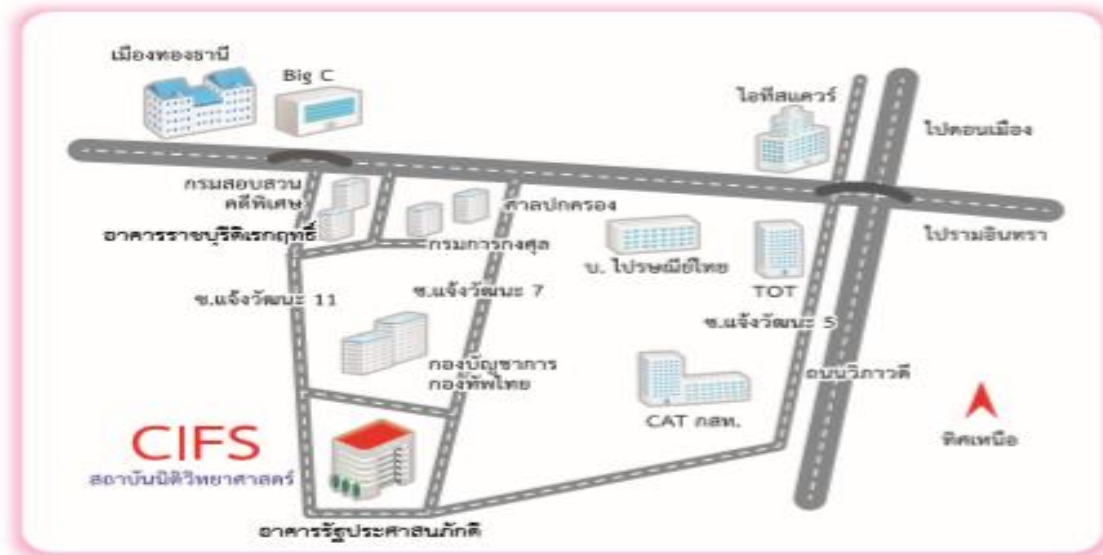 เมืองทองธานี
Big C
ไอทีสแควร์
ไปดอนเมือง
กรมสอบสวน
คดีพิเศษ
ศาลปกครอง
อาคารราชบุรีดิเรกฤทธิ์
กรมการกงศุล
ไปรามอินทรา
บ. ไปรษณีย์ไทย
TOT
ซ.แจ้งวัฒนะ 11
ซ.แจ้งวัฒนะ 7
ซ.แจ้งวัฒนะ 5
กองบัญชาการ
กองทัพไทย
ถนนวิภาวดี
CAT กสท.
ทิศเหนือ
CIFS
สถาบันนิติวิทยาศาสตร์
อาคารรัฐประศาสนภักดี